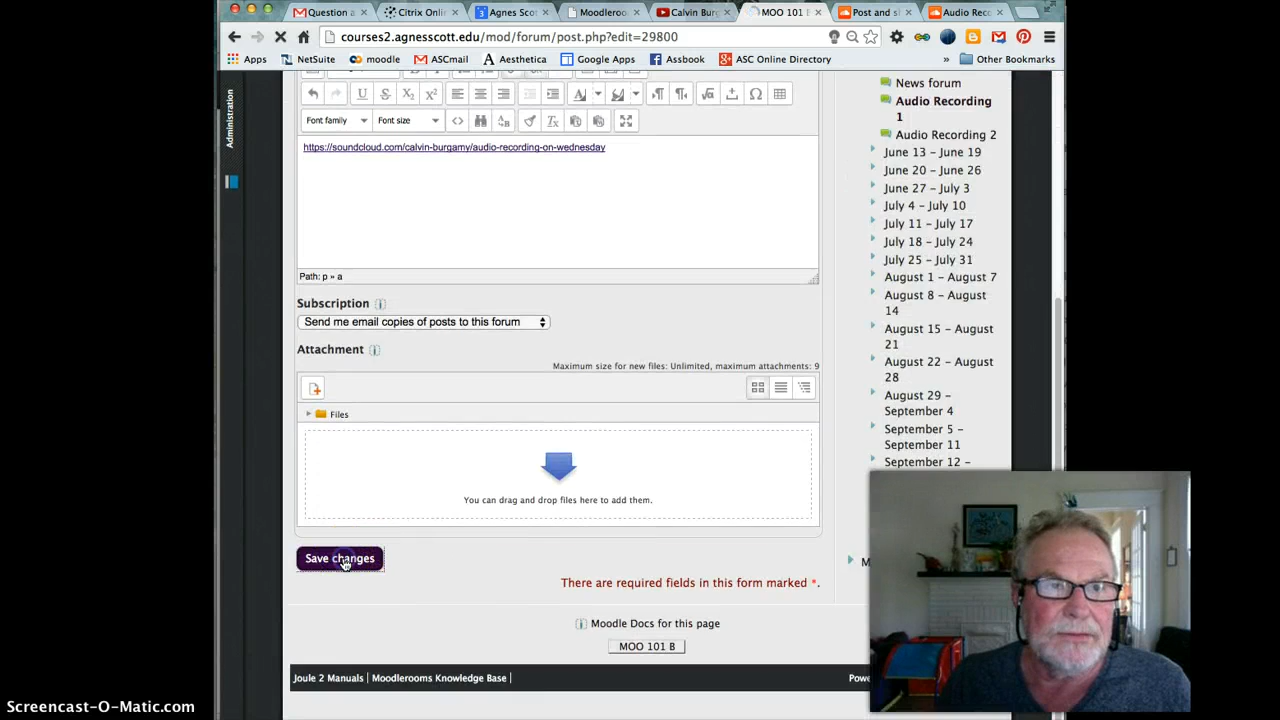 Question a
Citrix Onli
Agnes Scot
Moodleroo
Calvin Burg
MOO 101 B
Post and s
Audio Rec
courses2.agnesscott.edu/mod/forum/post.php?edit=29800
Apps NetSuite moodle ASCmail Aesthetica Google Apps Assbook ASC Online Directory Other Bookmarks
Administration
Font family Font size
https://soundcloud.com/calvin-burgamy/audio-recording-on-wednesday
Path: p » a
Subscription
Send me email copies of posts to this forum
Attachment
Maximum size for new files: Unlimited, maximum attachments: 9
Files
You can drag and drop files here to add them.
Save changes
There are required fields in this form marked *.
Moodle Docs for this page
MOO 101 B
Joule 2 Manuals | Moodlerooms Knowledge Base |
Powe
News forum
Audio Recording
1
Audio Recording 2
June 13 – June 19
June 20 – June 26
June 27 – July 3
July 4 – July 10
July 11 – July 17
July 18 – July 24
July 25 – July 31
August 1 – August 7
August 8 – August
14
August 15 – August
21
August 22 – August
28
August 29 –
September 4
September 5 –
September 11
September 12 –
M
Screencast-O-Matic.com